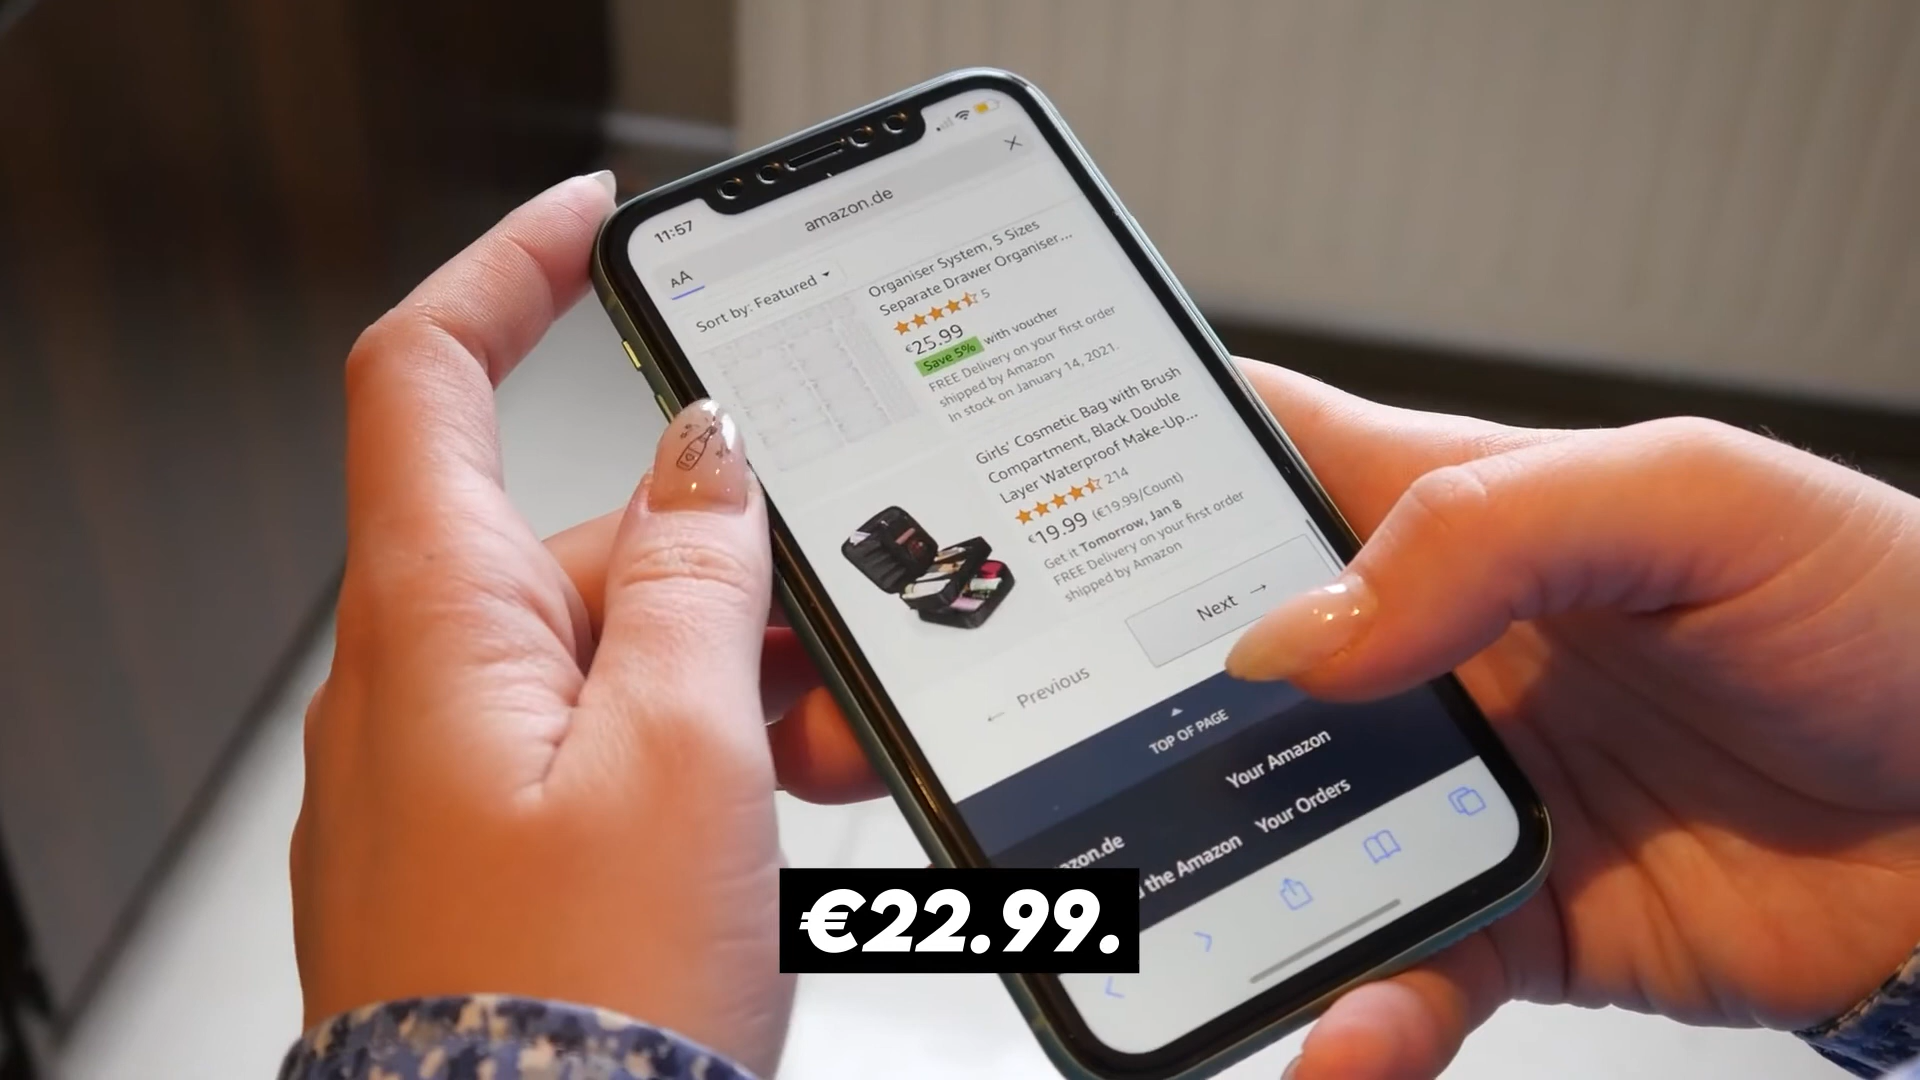 11:57
amazon.de
AA
Sort by: Featured
Organiser System, 5 Sizes
Separate Drawer Organiser...
5
€25.99
Save 5% with voucher
FREE Delivery on your first order
shipped by Amazon
In stock on January 14, 2021.
Girls' Cosmetic Bag with Brush
Compartment, Black Double
Layer Waterproof Make-Up...
214
€19.99 (€19.99/Count)
Get it Tomorrow, Jan 8
FREE Delivery on your first order
shipped by Amazon
Next →
← Previous
TOP OF PAGE
Your Amazon
zon.de
Your Orders
the Amazon
€22.99.